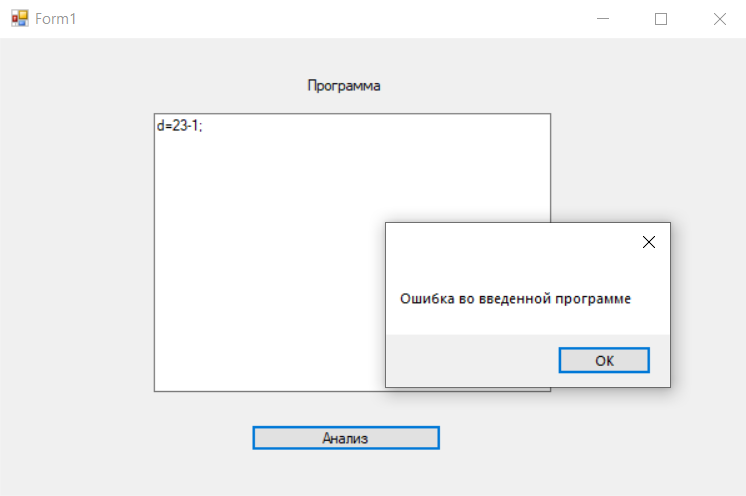 Form1
Программа
d=23-1;
Ошибка во введенной программе
OK
Анализ